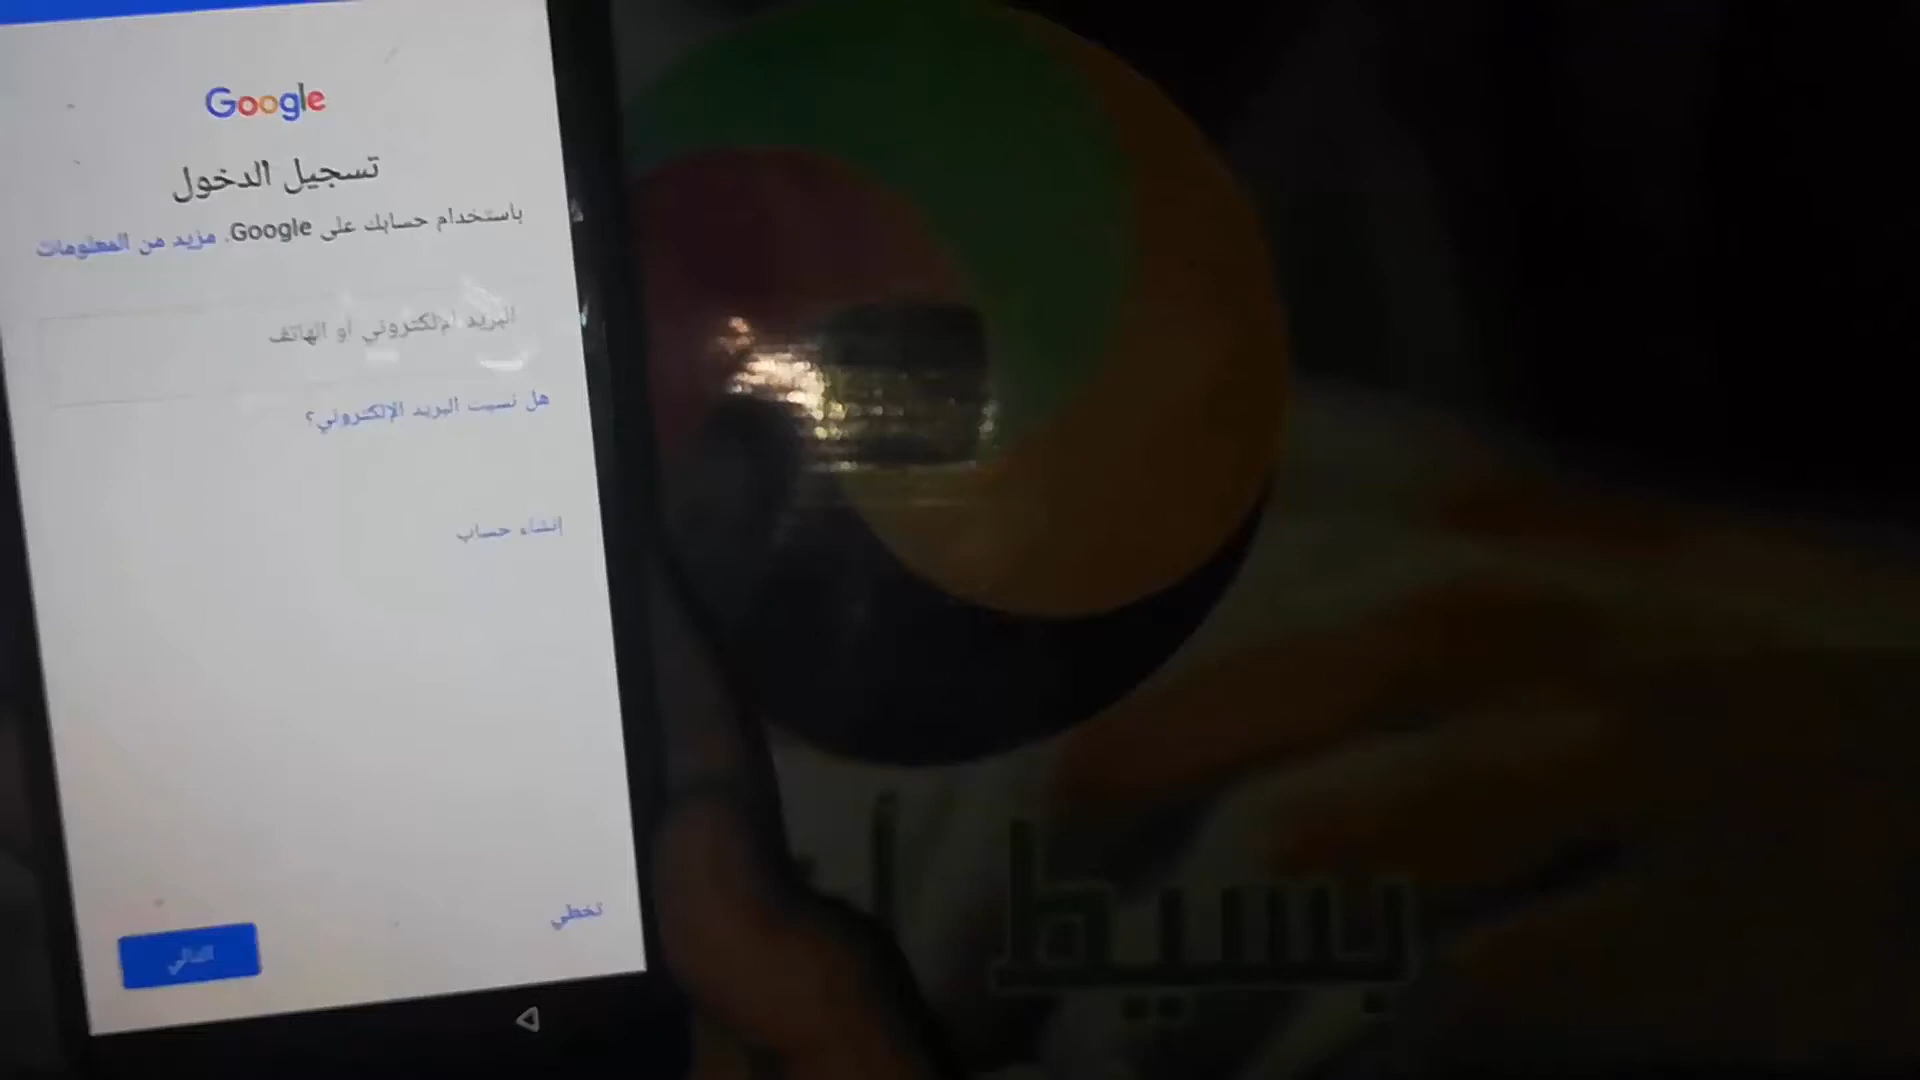 Google
تسجيل الدخول
باستخدام حسابك على Google. مزيد من المعلومات
البريد الإلكتروني أو الهاتف
هل نسيت البريد الإلكتروني؟
إنشاء حساب
تخطي
التالي
بسيط